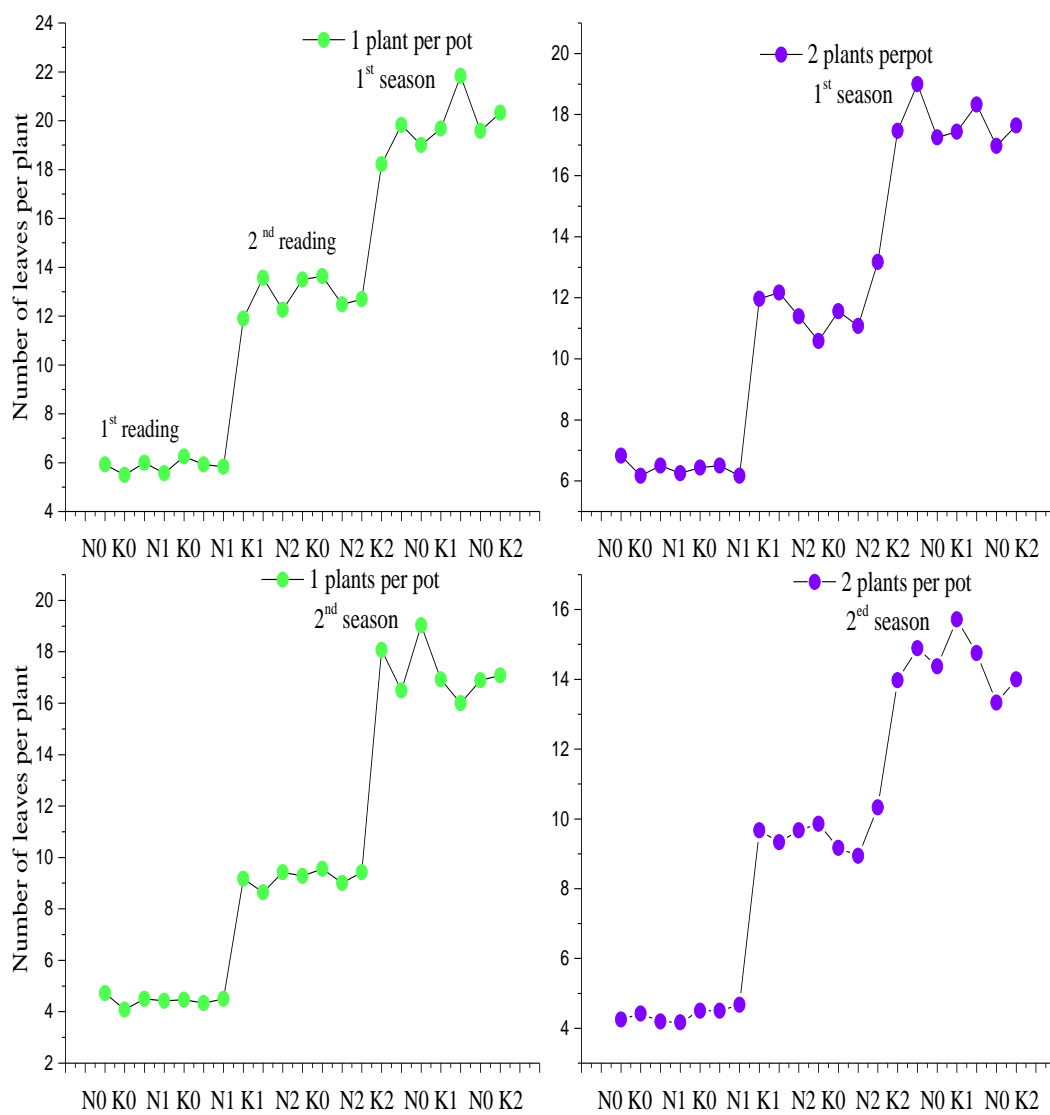 24
22
20
18
16
14
12
10
8
6
4
Number of leaves per plant
1 plant per pot
1st season
2 nd reading
1st reading
N0 K0 N1 K0 N1 K1 N2 K0 N2 K2 N0 K1 N0 K2
20
18
16
14
12
10
8
6
2 plants perpot
1st season
N0 K0 N1 K0 N1 K1 N2 K0 N2 K2 N0 K1 N0 K2
20
18
16
14
12
10
8
6
4
2
Number of leaves per plant
1 plants per pot
2nd season
N0 K0 N1 K0 N1 K1 N2 K0 N2 K2 N0 K1 N0 K2
16
14
12
10
8
6
4
2 plants per pot
2ed season
N0 K0 N1 K0 N1 K1 N2 K0 N2 K2 N0 K1 N0 K2